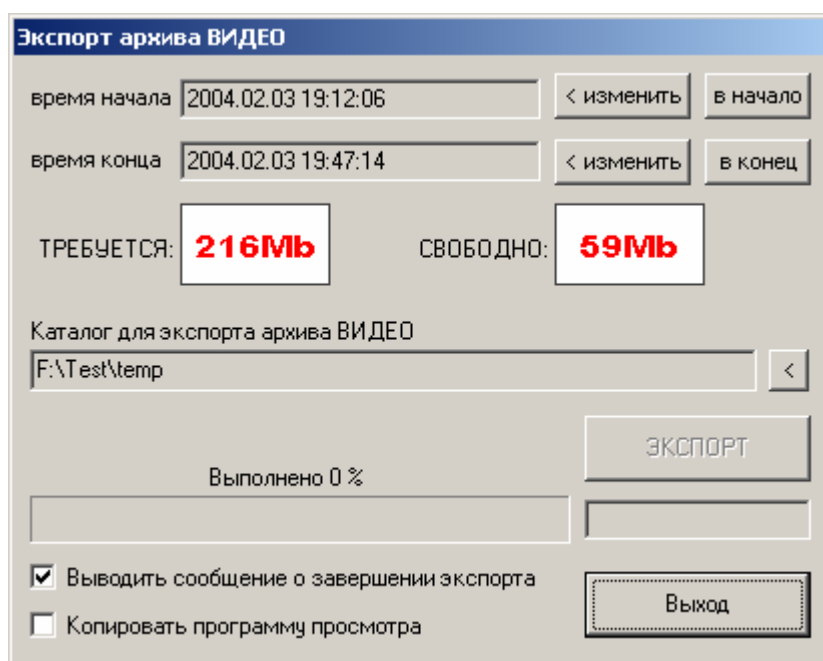 Экспорт архива ВИДЕО
время начала 2004.02.03 19:12:06 < изменить в начало
время конца 2004.02.03 19:47:14 < изменить в конец
ТРЕБУЕТСЯ: 216Mb СВОБОДНО: 59Mb
Каталог для экспорта архива ВИДЕО
F:\Test\temp <
ЭКСПОРТ
Выполнено 0 %
Выводить сообщение о завершении экспорта
Выход
Копировать программу просмотра